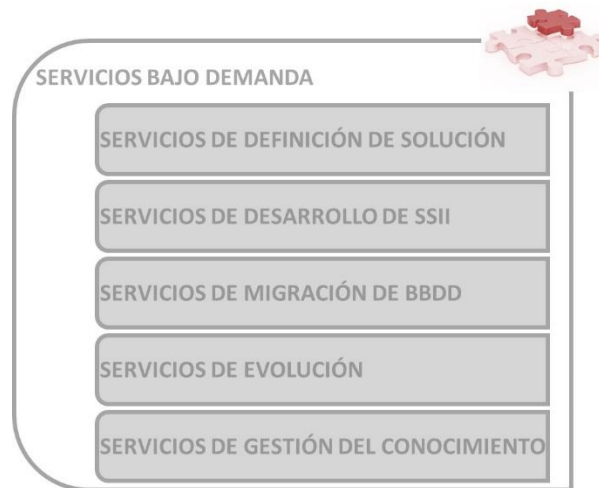 SERVICIOS BAJO DEMANDA
SERVICIOS DE DEFINICIÓN DE SOLUCIÓN
SERVICIOS DE DESARROLLO DE SSII
SERVICIOS DE MIGRACIÓN DE BBDD
SERVICIOS DE EVOLUCIÓN
SERVICIOS DE GESTIÓN DEL CONOCIMIENTO